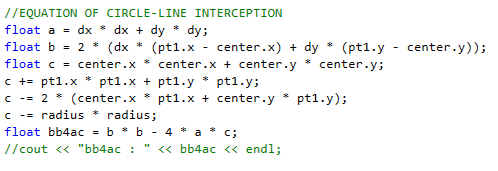 //EQUATION OF CIRCLE-LINE INTERCEPTION
float a = dx * dx + dy * dy;
float b = 2 * (dx * (pt1.x - center.x) + dy * (pt1.y - center.y));
float c = center.x * center.x + center.y * center.y;
c += pt1.x * pt1.x + pt1.y * pt1.y;
c -= 2 * (center.x * pt1.x + center.y * pt1.y);
c -= radius * radius;
float bb4ac = b * b - 4 * a * c;
//cout << "bb4ac : " << bb4ac << endl;